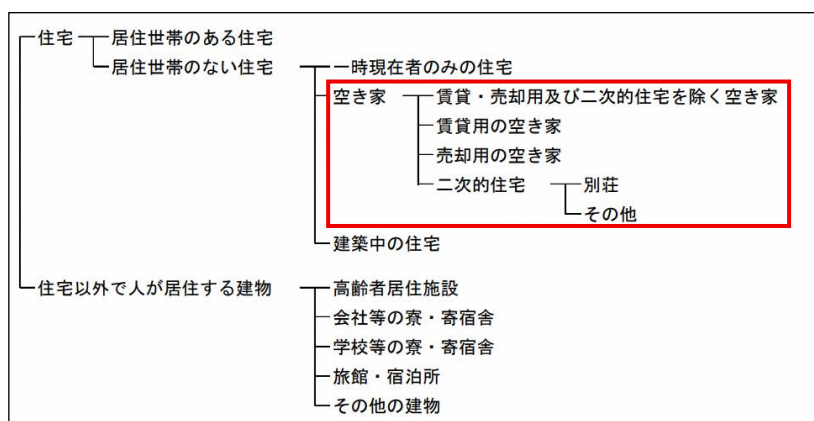 住宅 居住世帯のある住宅
居住世帯のない住宅 一時現在者のみの住宅
空き家 賃貸・売却用及び二次的住宅を除く空き家
賃貸用の空き家
売却用の空き家
二次的住宅 別荘
その他
建築中の住宅
住宅以外で人が居住する建物 高齢者居住施設
会社等の寮・寄宿舎
学校等の寮・寄宿舎
旅館・宿泊所
その他の建物